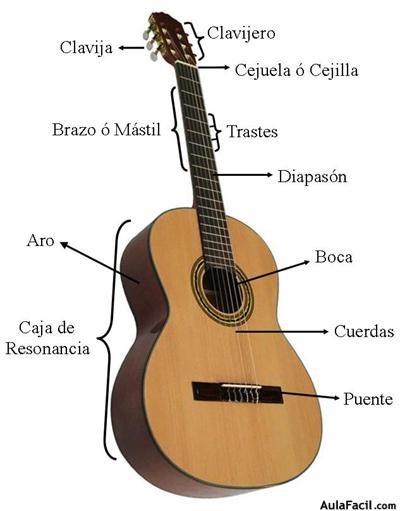 Clavijero
Clavija
Cejuela ó Cejilla
Brazo ó Mástil
Trastes
Diapasón
Aro
Boca
Caja de
Resonancia
Cuerdas
Puente
AulaFacil.com